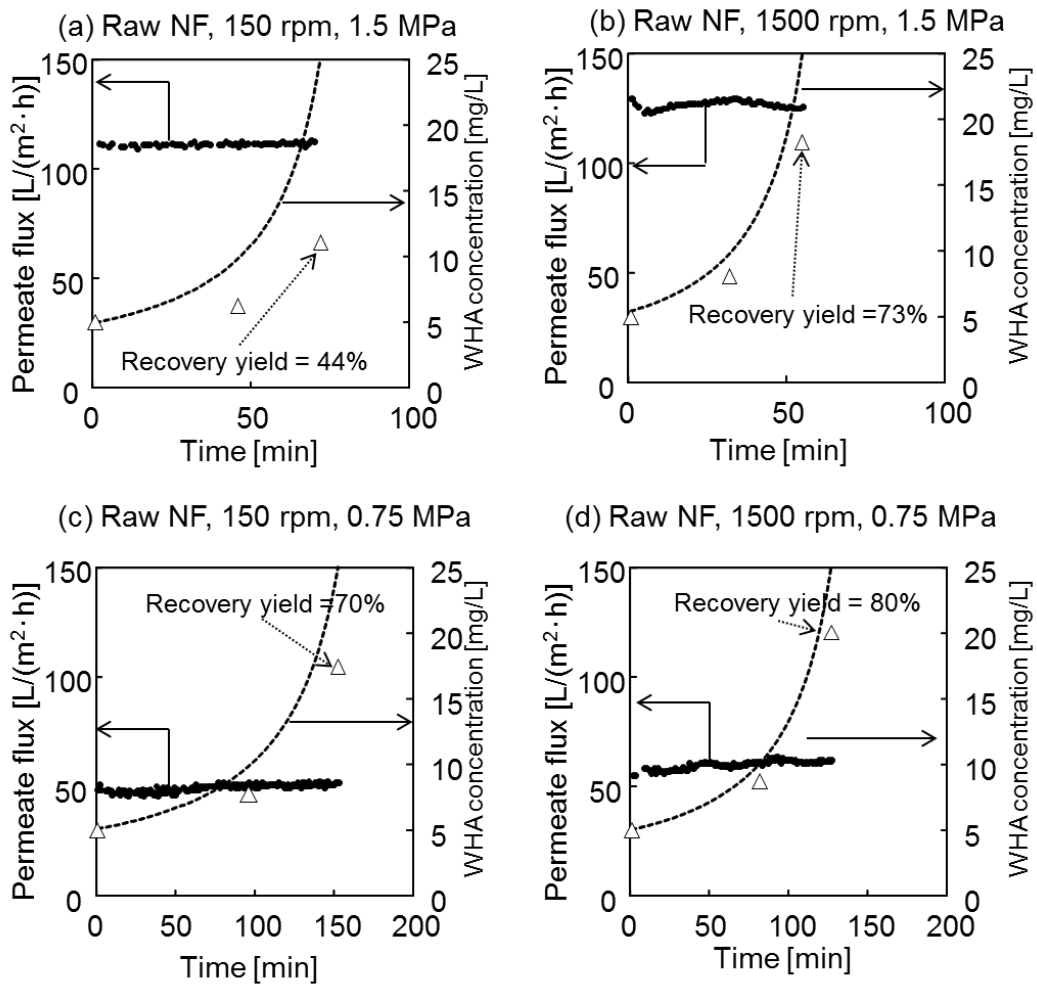 (a) Raw NF, 150 rpm, 1.5 MPa
Permeate flux [L/(m²·h)]
150
100
50
0
25
20
15
10
5
0
WHA concentration [mg/L]
Recovery yield = 44%
0
50
100
Time [min]
(b) Raw NF, 1500 rpm, 1.5 MPa
Permeate flux [L/(m²·h)]
150
100
50
0
25
20
15
10
5
0
WHA concentration [mg/L]
Recovery yield =73%
0
50
100
Time [min]
(c) Raw NF, 150 rpm, 0.75 MPa
Permeate flux [L/(m²·h)]
150
100
50
0
25
20
15
10
5
0
WHA concentration [mg/L]
Recovery yield =70%
0
50
100
150
200
Time [min]
(d) Raw NF, 1500 rpm, 0.75 MPa
Permeate flux [L/(m²·h)]
150
100
50
0
25
20
15
10
5
0
WHA concentration [mg/L]
Recovery yield = 80%
0
50
100
150
200
Time [min]